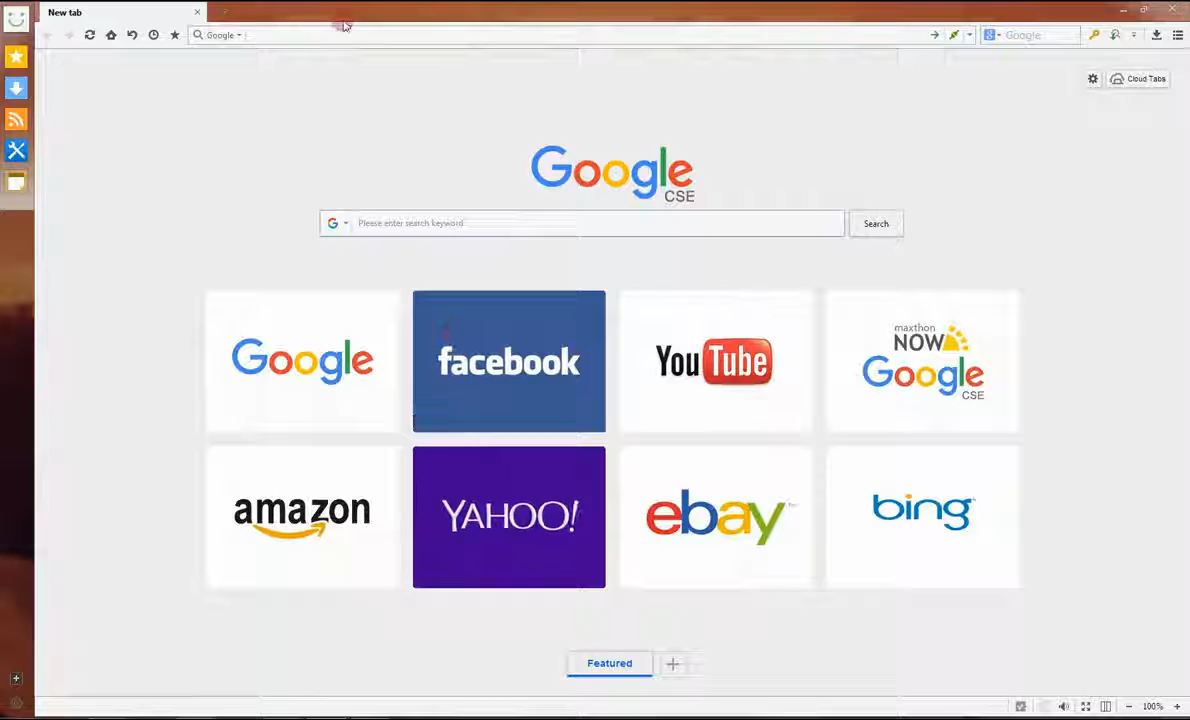 New tab
Google
Google
Cloud Tabs
Google
CSE
Please enter search keyword
Search
Google
facebook
YouTube
maxthon
NOW
Google
CSE
amazon
YAHOO!
ebay
bing
Featured
100%